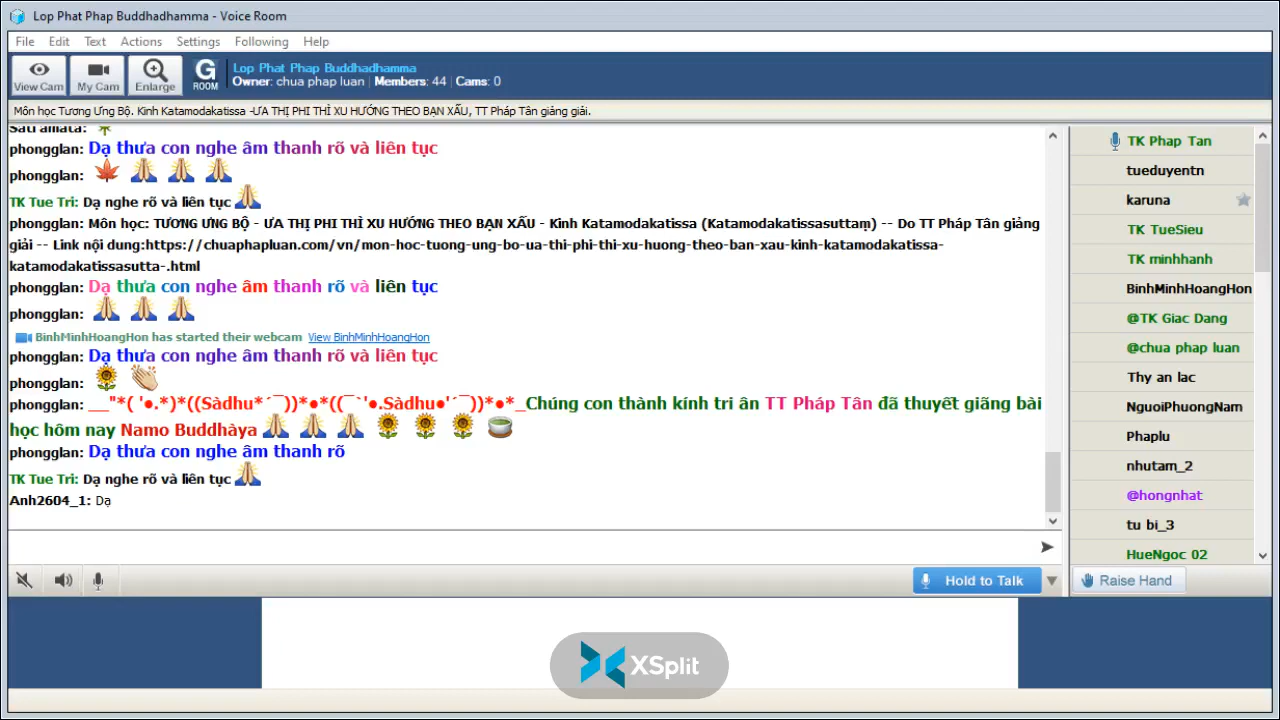 Lop Phat Phap Buddhadhamma - Voice Room
File Edit Text Actions Settings Following Help
View Cam My Cam Enlarge G ROOM
Lop Phat Phap Buddhadhamma
Owner: chua phap luan | Members: 44 | Cams: 0
Môn học Tương Ưng Bộ. Kinh Katamodakatissa -ƯA THỊ PHI THÌ XU HƯỚNG THEO BẠN XẤU, TT Pháp Tân giảng giải.
Sati amata:
phongglan: Dạ thưa con nghe âm thanh rõ và liên tục
phongglan:
TK Tue Tri: Dạ nghe rõ và liên tục
phongglan: Môn học: TƯƠNG ƯNG BỘ - ƯA THỊ PHI THÌ XU HƯỚNG THEO BẠN XẤU - Kinh Katamodakatissa (Katamodakatissasuttaṃ) -- Do TT Pháp Tân giảng
giải -- Link nội dung:https://chuaphapluan.com/vn/mon-hoc-tuong-ung-bo-ua-thi-phi-thi-xu-huong-theo-ban-xau-kinh-katamodakatissa-
katamodakatissasutta-.html
phongglan: Dạ thưa con nghe âm thanh rõ và liên tục
phongglan:
BinhMinhHoangHon has started their webcam View BinhMinhHoangHon
phongglan: Dạ thưa con nghe âm thanh rõ và liên tục
phongglan:
phongglan: __"*( '●.*)*((Sàdhu*´¯))*●*((¯`'●.Sàdhu●'´¯))*●*_Chúng con thành kính tri ân TT Pháp Tân đã thuyết giãng bài
học hôm nay Namo Buddhàya
phongglan: Dạ thưa con nghe âm thanh rõ
TK Tue Tri: Dạ nghe rõ và liên tục
Anh2604_1: Dạ
TK Phap Tan
tueduyentn
karuna
TK TueSieu
TK minhhanh
BinhMinhHoangHon
@TK Giac Dang
@chua phap luan
Thy an lac
NguoiPhuongNam
Phaplu
nhutam_2
@hongnhat
tu bi_3
HueNgoc 02
Hold to Talk
Raise Hand
XSplit